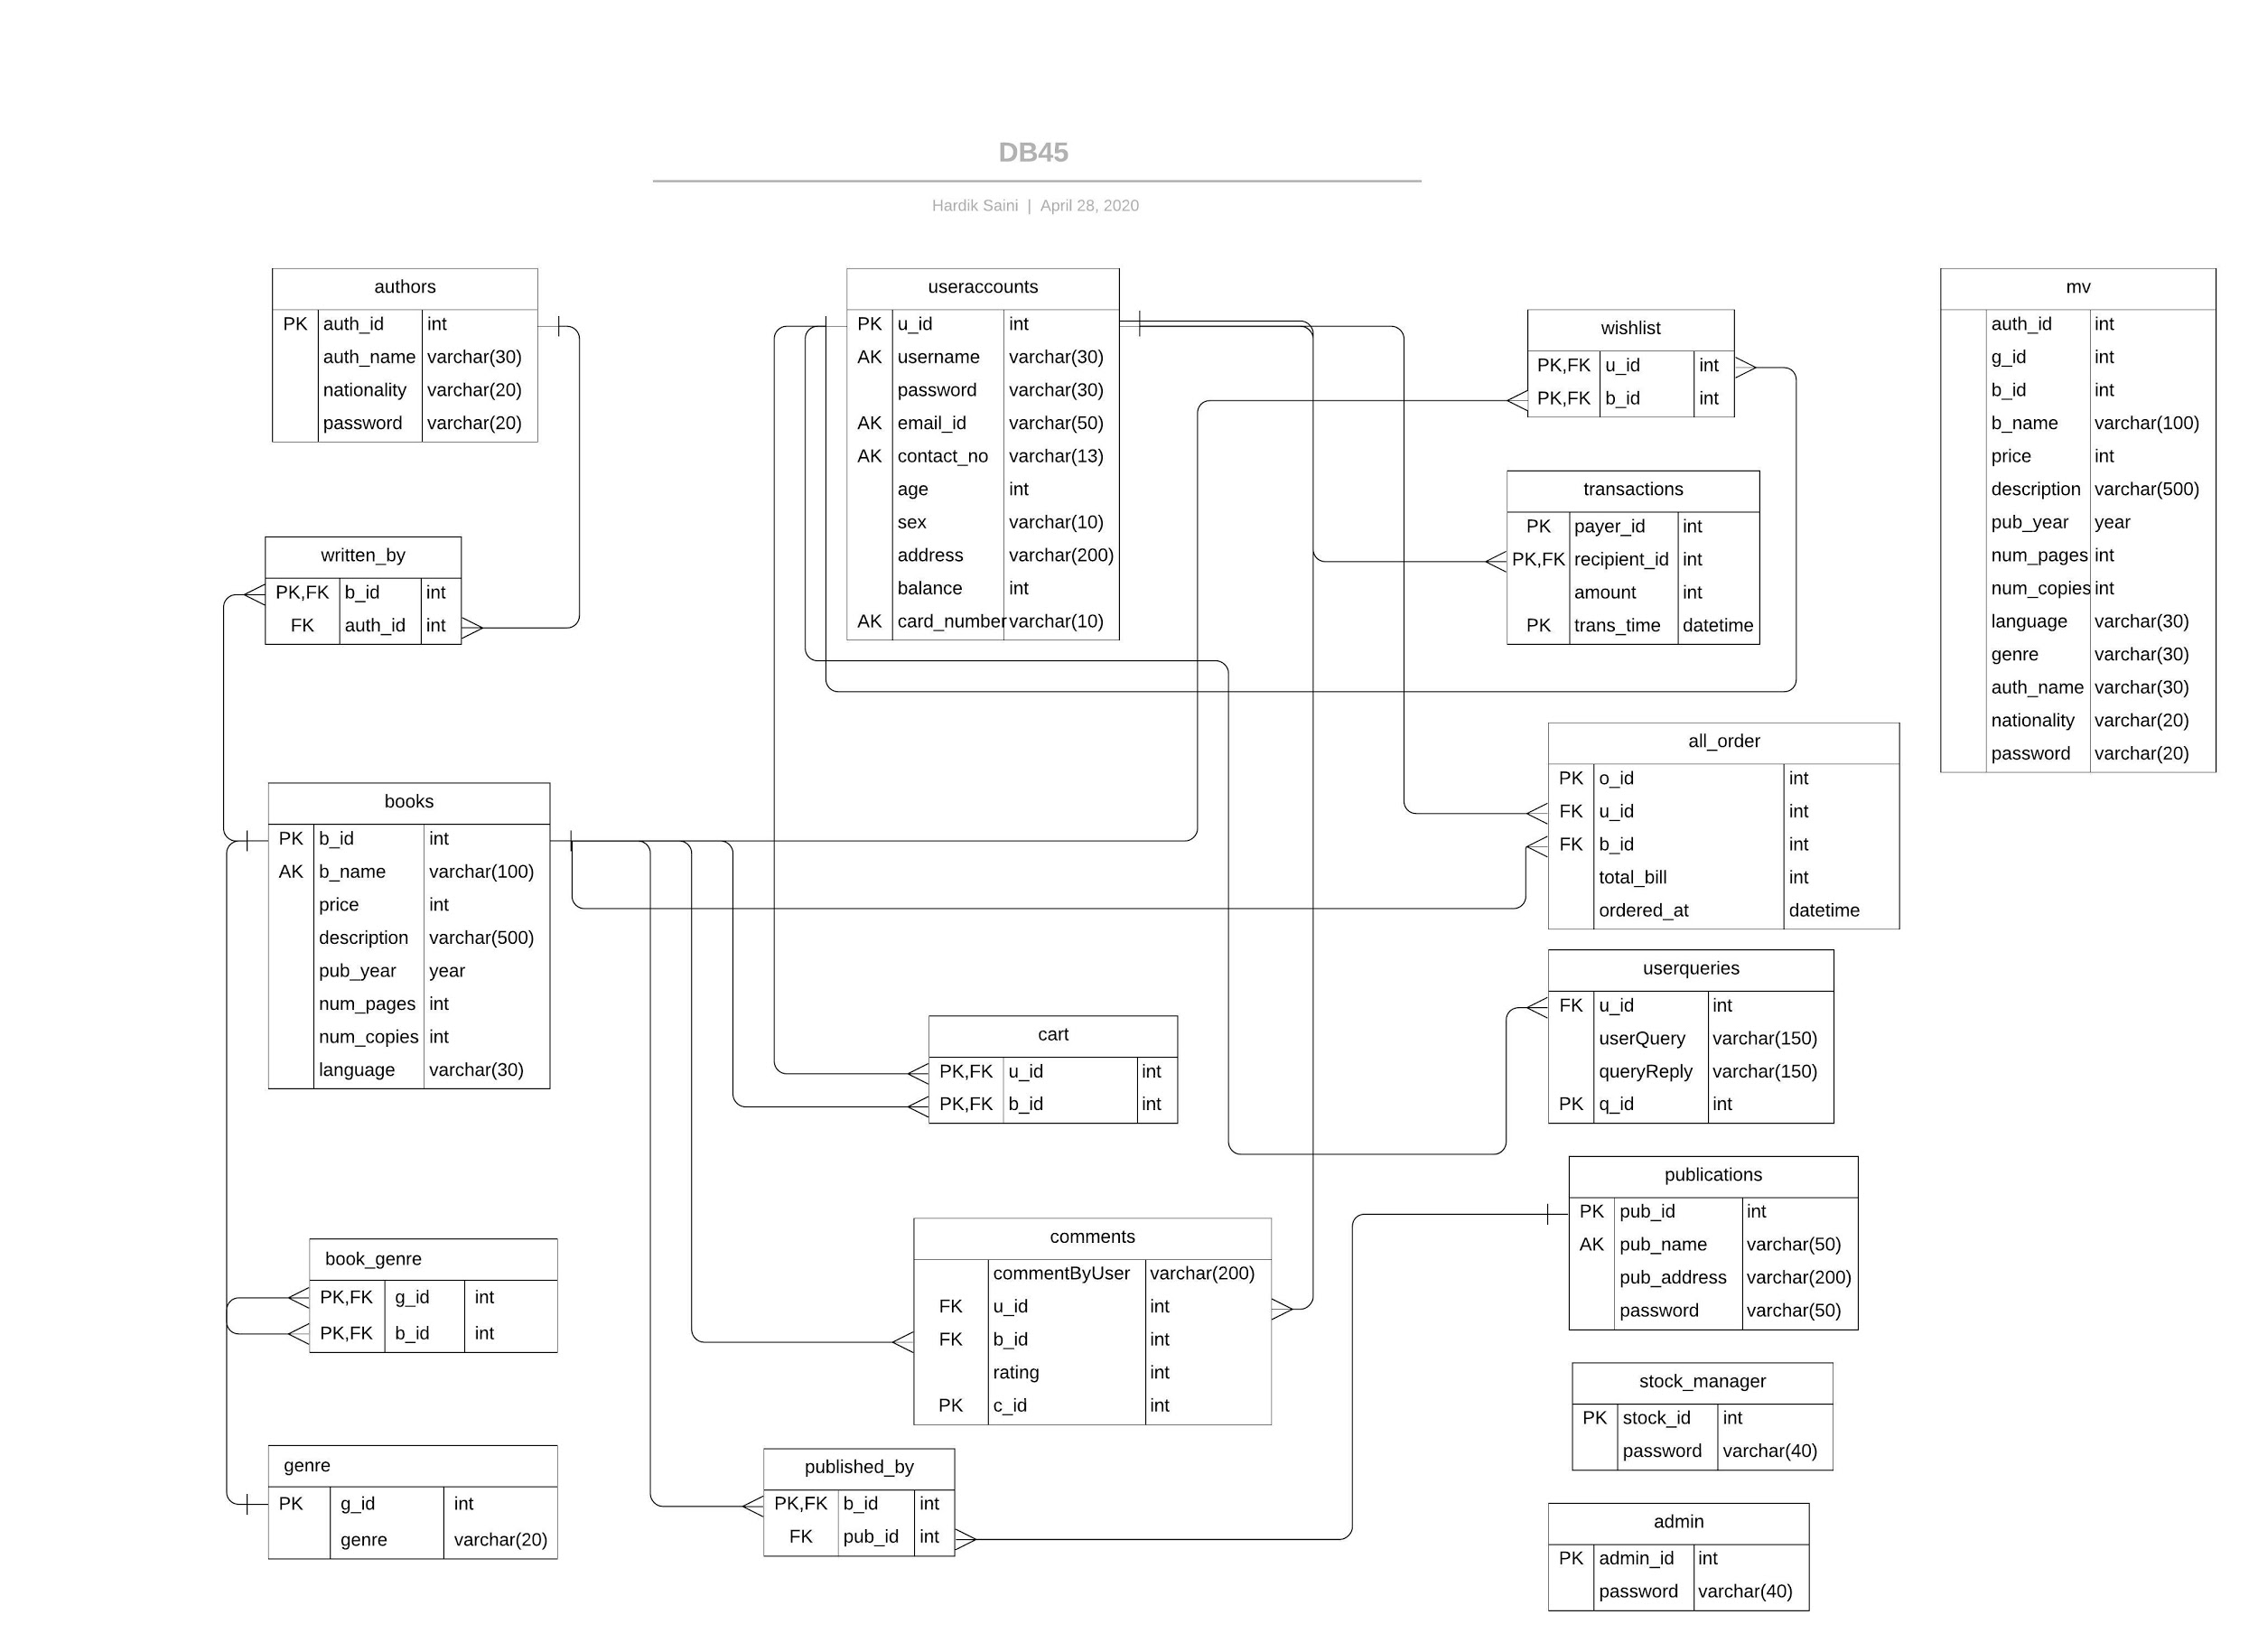 DB45
Hardik Saini | April 28, 2020
authors
PK auth_id int
auth_name varchar(30)
nationality varchar(20)
password varchar(20)
useraccounts
PK u_id int
AK username varchar(30)
password varchar(30)
AK email_id varchar(50)
AK contact_no varchar(13)
age int
sex varchar(10)
address varchar(200)
balance int
AK card_number varchar(10)
wishlist
PK,FK u_id int
PK,FK b_id int
mv
auth_id int
g_id int
b_id int
b_name varchar(100)
price int
description varchar(500)
pub_year year
num_pages int
num_copies int
language varchar(30)
genre varchar(30)
auth_name varchar(30)
nationality varchar(20)
password varchar(20)
transactions
PK payer_id int
PK,FK recipient_id int
amount int
PK trans_time datetime
written_by
PK,FK b_id int
FK auth_id int
all_order
PK o_id int
FK u_id int
FK b_id int
total_bill int
ordered_at datetime
books
PK b_id int
AK b_name varchar(100)
price int
description varchar(500)
pub_year year
num_pages int
num_copies int
language varchar(30)
userqueries
FK u_id int
userQuery varchar(150)
queryReply varchar(150)
PK q_id int
cart
PK,FK u_id int
PK,FK b_id int
publications
PK pub_id int
AK pub_name varchar(50)
pub_address varchar(200)
password varchar(50)
comments
commentByUser varchar(200)
FK u_id int
FK b_id int
rating int
PK c_id int
book_genre
PK,FK g_id int
PK,FK b_id int
stock_manager
PK stock_id int
password varchar(40)
genre
PK g_id int
genre varchar(20)
published_by
PK,FK b_id int
FK pub_id int
admin
PK admin_id int
password varchar(40)